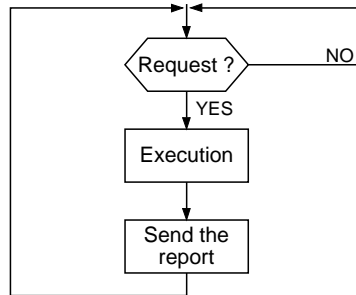 Request ?
NO
YES
Execution
Send the
report